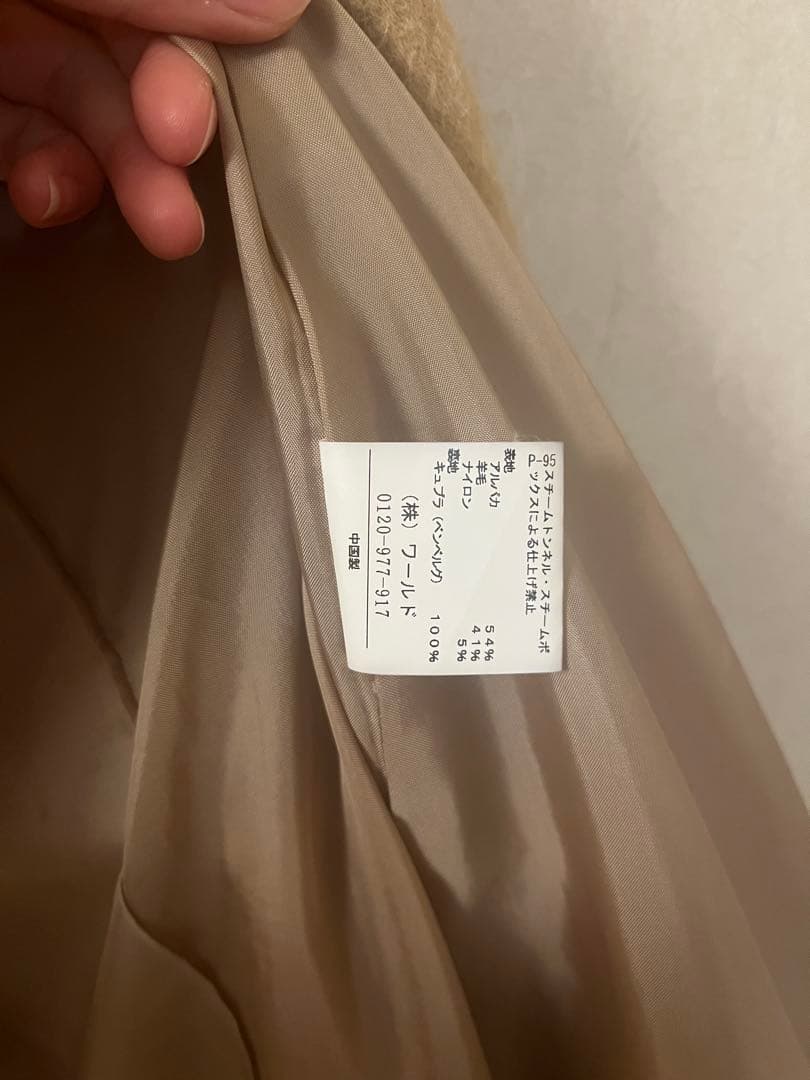 P-95スチームトンネル・スチームボ
ックスによる仕上げ禁止
表地
アルパカ 54%
羊毛 41%
ナイロン 5%
裏地
キュプラ (ベンベルグ) 100%
(株) ワールド
0120-977-917
中国製